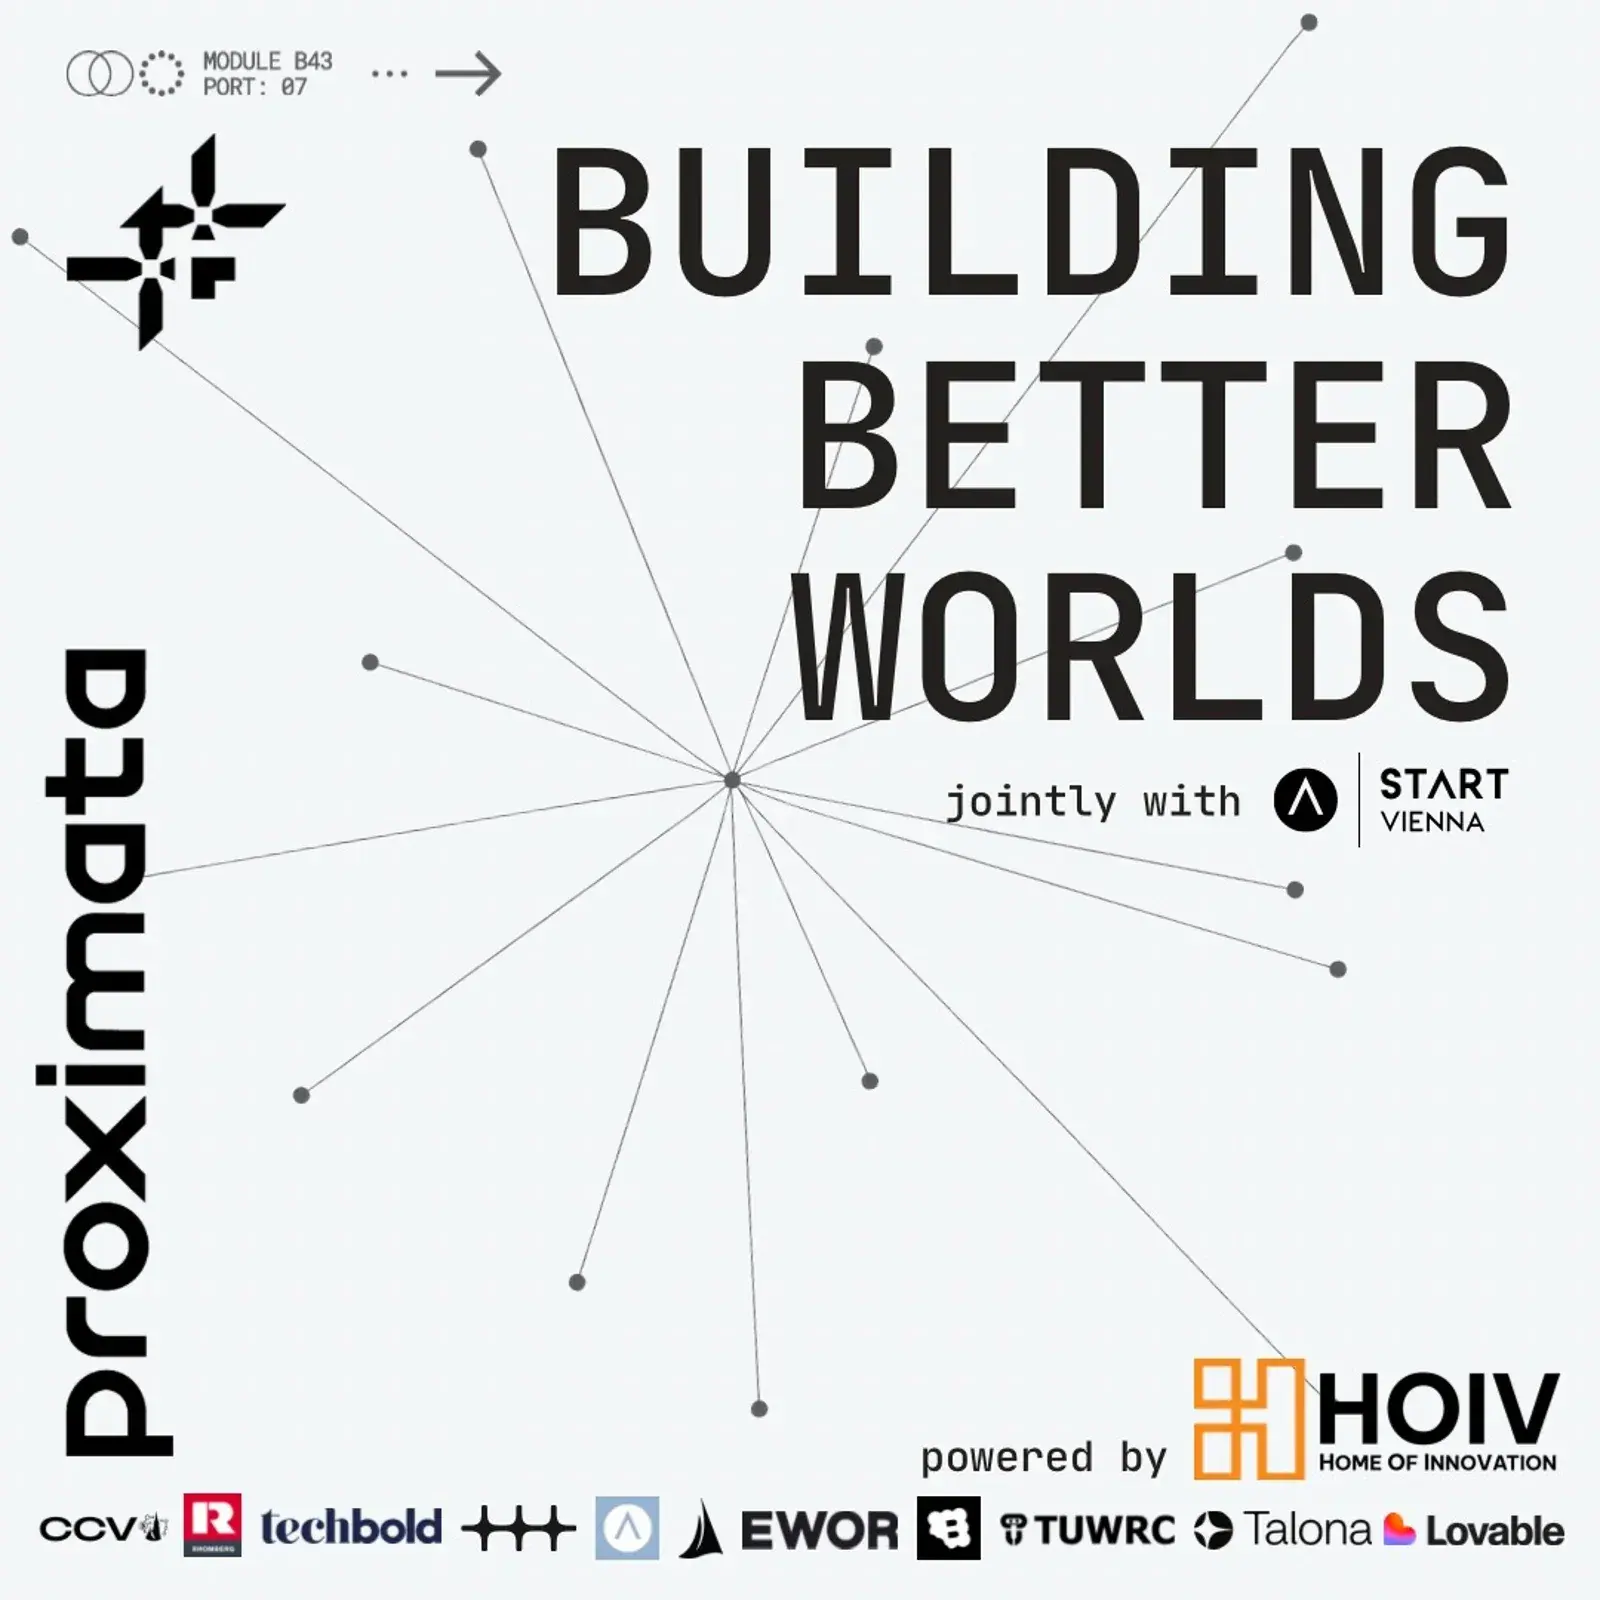 MODULE B43
PORT: 07
BUILDING
BETTER
WORLDS
jointly with START VIENNA
proximata
powered by HOIV
HOME OF INNOVATION
CCV RHOMBERG techbold EWOR TUWRC Talona Lovable